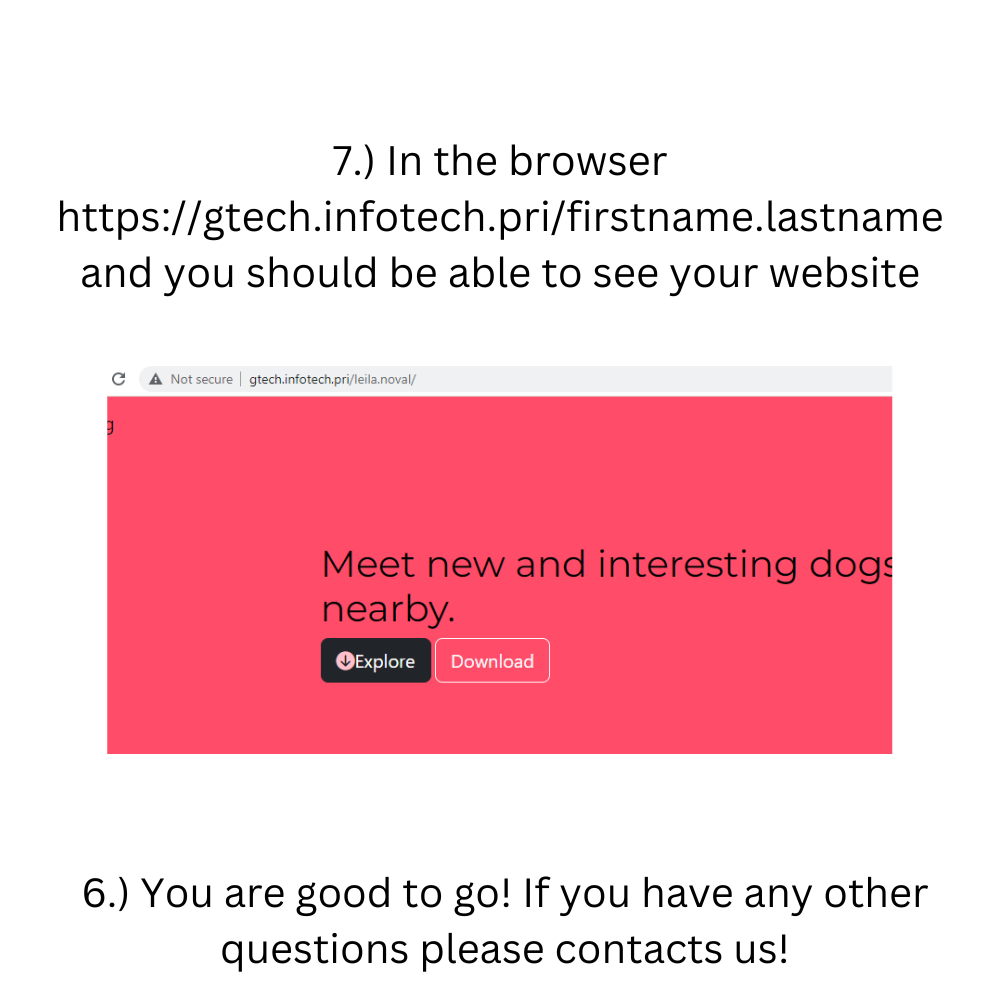 7.) In the browser
https://gtech.infotech.pri/firstname.lastname
and you should be able to see your website
Not secure | gtech.infotech.pri/leila.noval/
g
Meet new and interesting dogs
nearby.
Explore Download
6.) You are good to go! If you have any other
questions please contacts us!